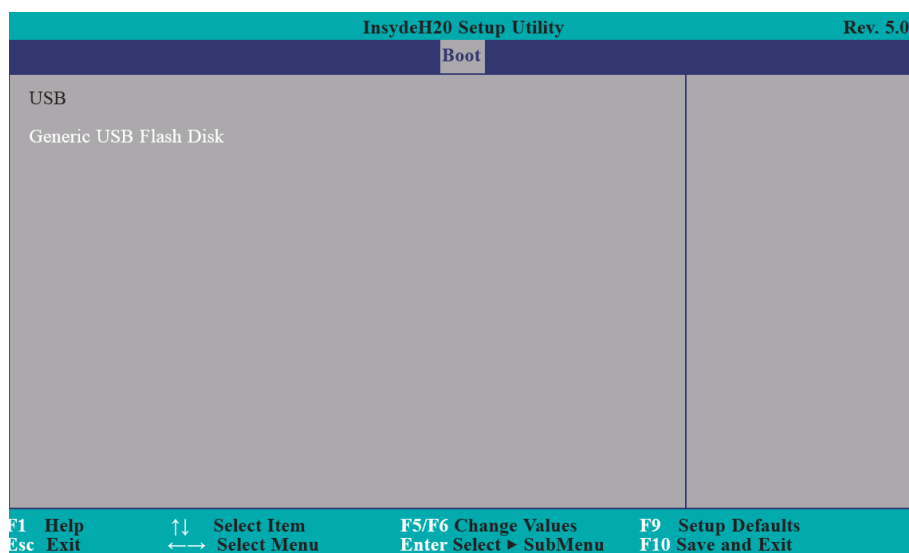 InsydeH20 Setup Utility Rev. 5.0
Boot
USB
Generic USB Flash Disk
F1 Help ↑↓ Select Item F5/F6 Change Values F9 Setup Defaults
Esc Exit ←→ Select Menu Enter Select ► SubMenu F10 Save and Exit